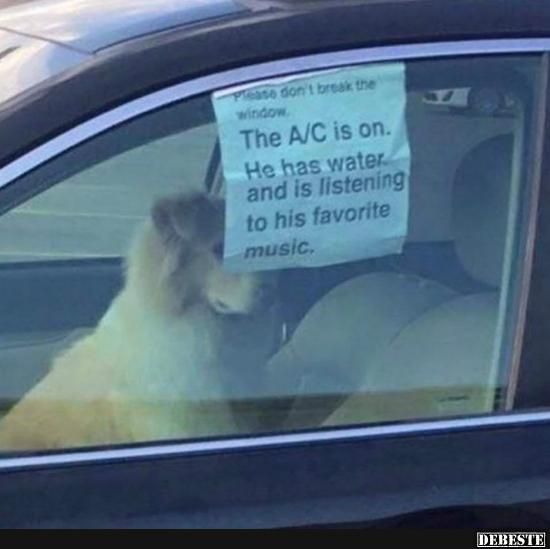 Please don't break the
window.
The A/C is on.
He has water
and is listening
to his favorite
music.
DEBESTE